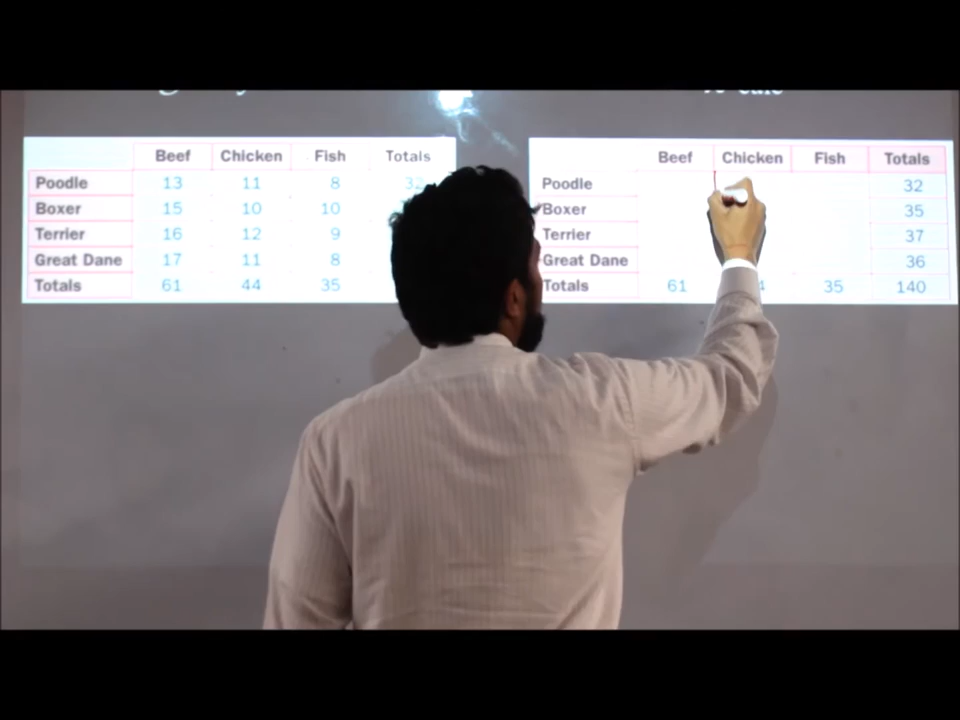 Beef Chicken Fish Totals
Poodle 13 11 8 32
Boxer 15 10 10
Terrier 16 12 9
Great Dane 17 11 8
Totals 61 44 35
Beef Chicken Fish Totals
Poodle 32
Boxer 35
Terrier 37
Great Dane 36
Totals 61 35 140